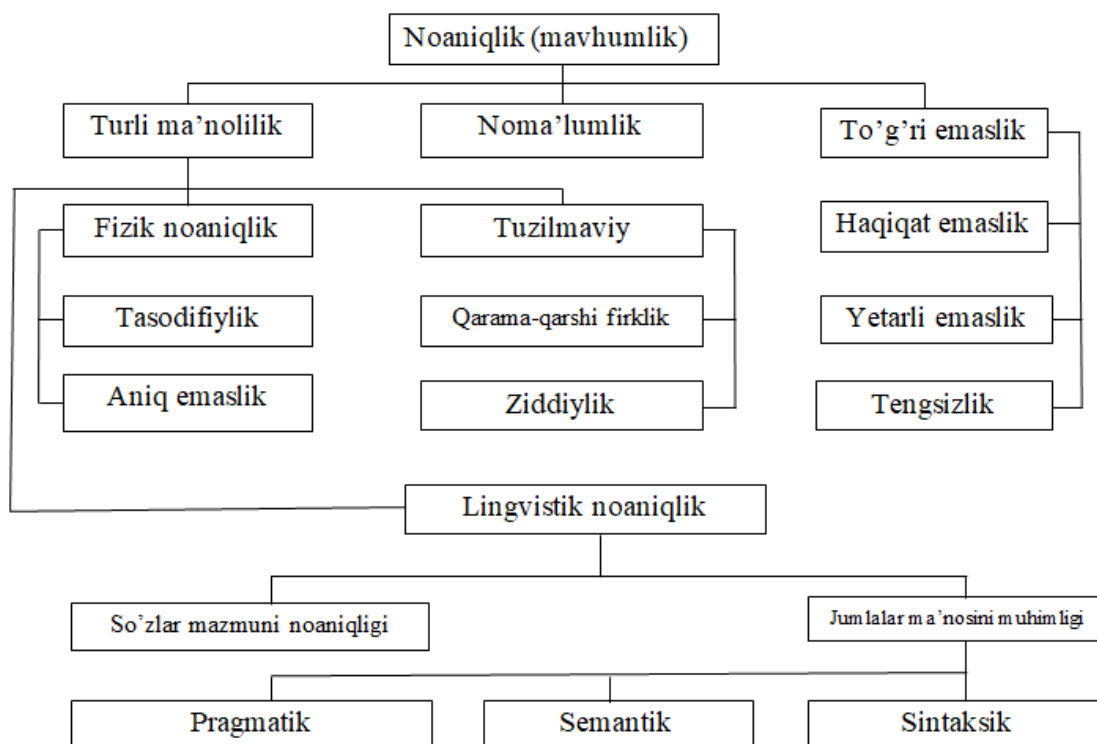 Noaniqlik (mavhumlik)
Turli ma’nolilik
Noma’lumlik
To’g’ri emaslik
Fizik noaniqlik
Tuzilmaviy
Haqiqat emaslik
Tasodifiylik
Qarama-qarshi firklik
Yetarli emaslik
Aniq emaslik
Ziddiylik
Tengsizlik
Lingvistik noaniqlik
So’zlar mazmuni noaniqligi
Jumlalar ma’nosini muhimligi
Pragmatik
Semantik
Sintaksik